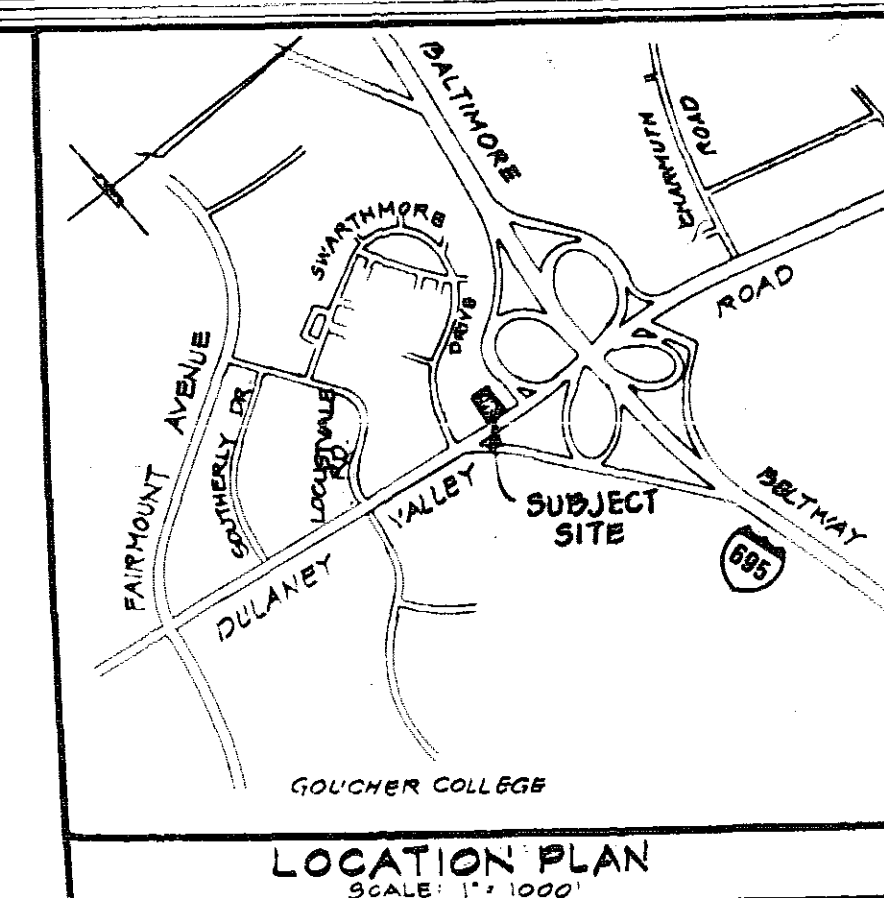 BALTIMORE
CHARMUTH
ROAD
SWARTHMORE
DRIVE
ROAD
FAIRMOUNT AVENUE
SOUTHERLY DR.
LOCUSTVALE
RD.
VALLEY
SUBJECT
SITE
BELTWAY
695
DULANEY
GOUCHER COLLEGE
LOCATION PLAN
SCALE: 1" = 1000'